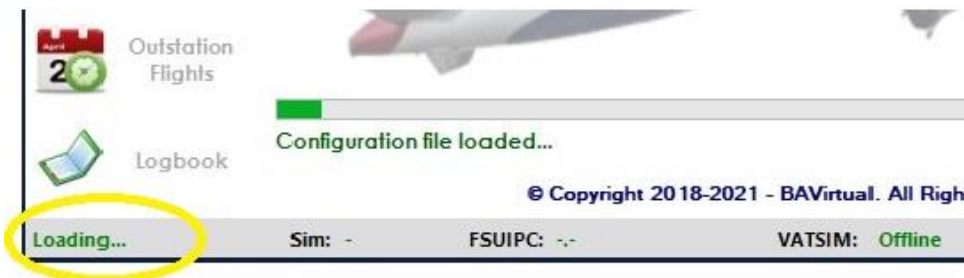 April
2
Outstation
Flights
Configuration file loaded...
Logbook
© Copyright 2018-2021 - BAVirtual. All Righ
Loading...
Sim: -
FSUIPC: -.-
VATSIM: Offline